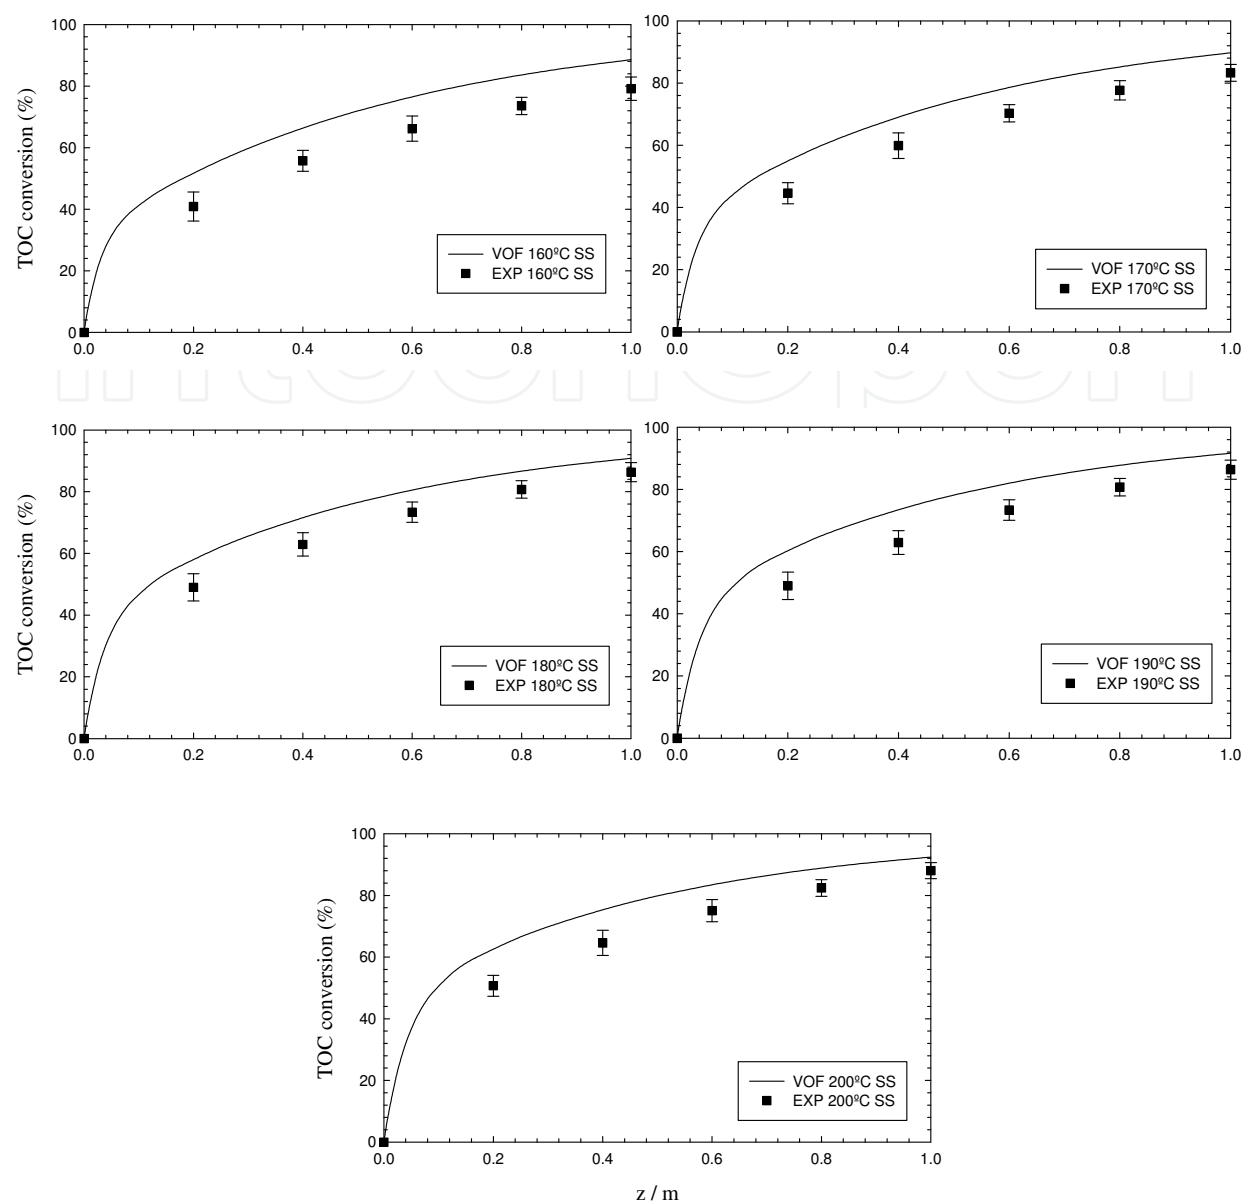 100
80
60
40
20
0
TOC conversion (%)
VOF 160ºC SS
EXP 160ºC SS
0.0 0.2 0.4 0.6 0.8 1.0
100
80
60
40
20
0
VOF 170ºC SS
EXP 170ºC SS
0.0 0.2 0.4 0.6 0.8 1.0
intechopen
100
80
60
40
20
0
TOC conversion (%)
VOF 180ºC SS
EXP 180ºC SS
0.0 0.2 0.4 0.6 0.8 1.0
100
80
60
40
20
0
VOF 190ºC SS
EXP 190ºC SS
0.0 0.2 0.4 0.6 0.8 1.0
100
80
60
40
20
0
TOC conversion (%)
VOF 200ºC SS
EXP 200ºC SS
0.0 0.2 0.4 0.6 0.8 1.0
z / m